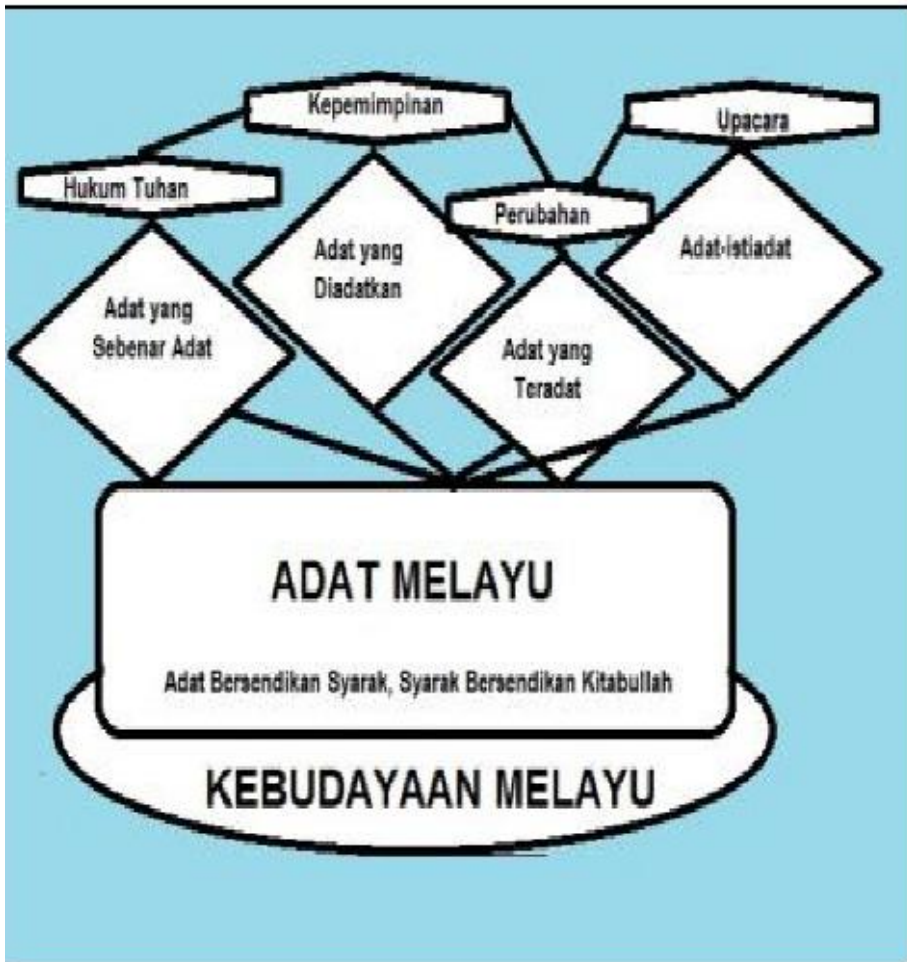 Kepemimpinan
Upacara
Hukum Tuhan
Perubahan
Adat yang
Diadatkan
Adat-istiadat
Adat yang
Sebenar Adat
Adat yang
Teradat
ADAT MELAYU
Adat Bersendikan Syarak, Syarak Bersendikan Kitabullah
KEBUDAYAAN MELAYU